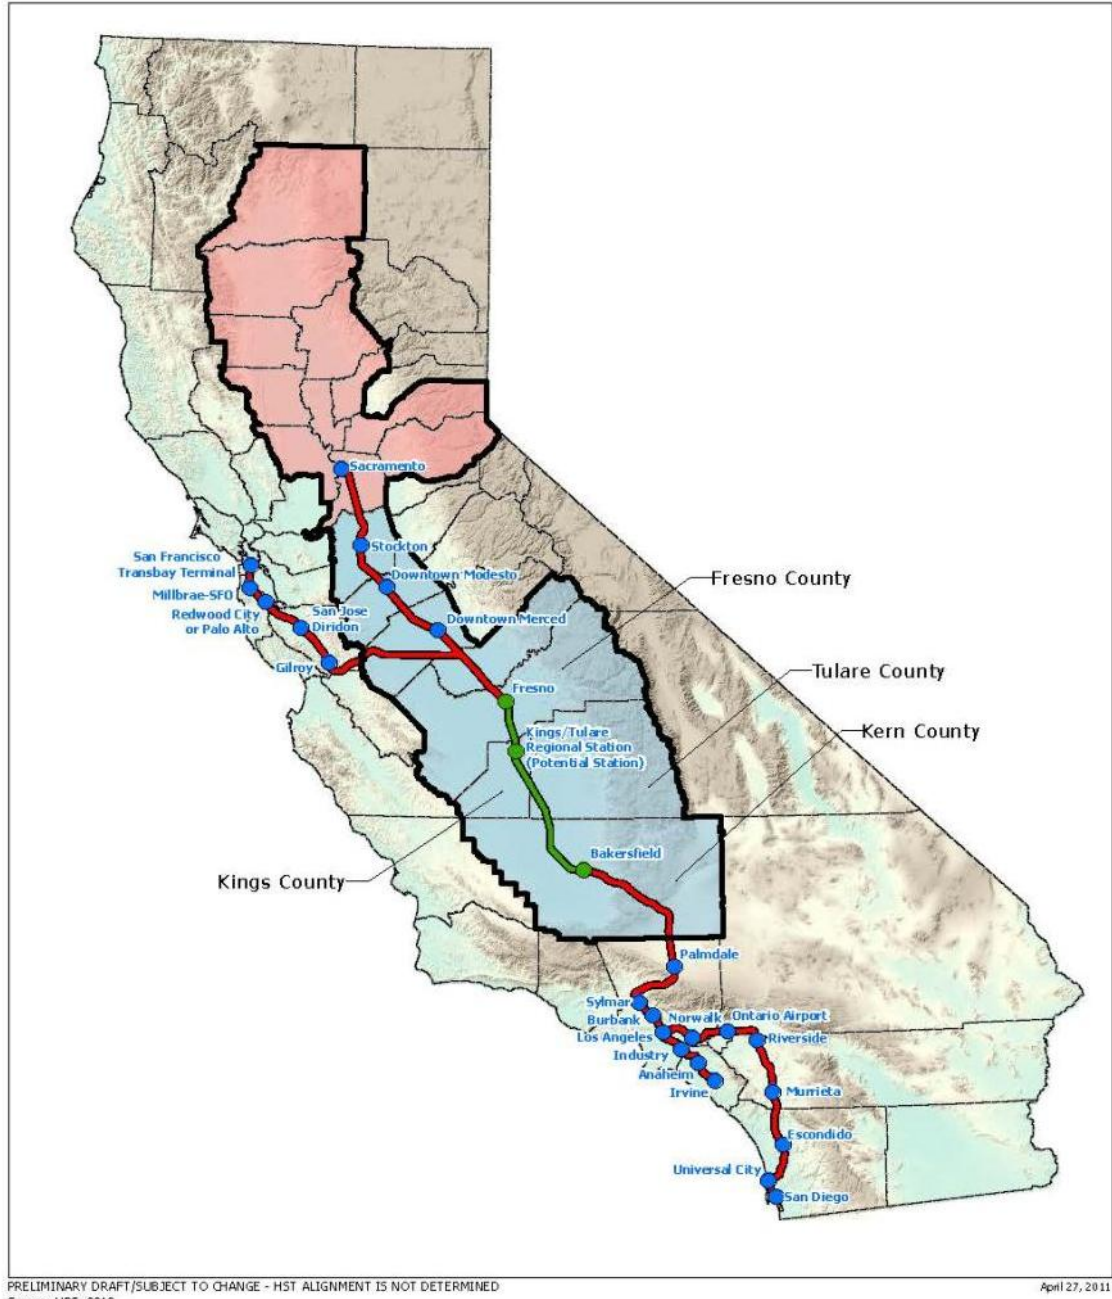 Sacramento
Stockton
San Francisco
Transbay Terminal
Downtown Modesto
Fresno County
Millbrae-SFO
Redwood City
or Palo Alto
San Jose
Diridon
Downtown Merced
Gilroy
Tulare County
Fresno
Kings/Tulare
Regional Station
(Potential Station)
Kern County
Bakersfield
Kings County
Palmdale
Sylmar
Burbank
Norwalk
Ontario Airport
Los Angeles
Riverside
Industry
Anaheim
Irvine
Murrieta
Escondido
Universal City
San Diego
PRELIMINARY DRAFT/SUBJECT TO CHANGE - HST ALIGNMENT IS NOT DETERMINED
April 27, 2011